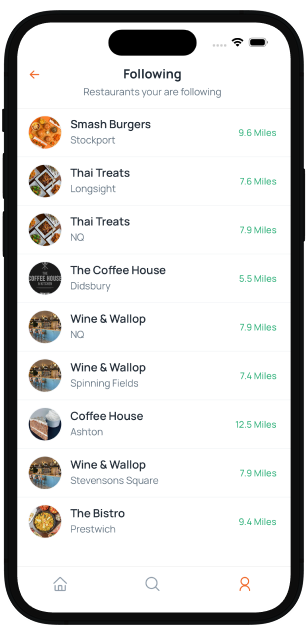 Following
Restaurants your are following
Smash Burgers
Stockport
9.6 Miles
Thai Treats
Longsight
7.6 Miles
Thai Treats
NQ
7.9 Miles
COFFEE HOUSE
The Coffee House
Didsbury
5.5 Miles
Wine & Wallop
NQ
7.9 Miles
Wine & Wallop
Spinning Fields
7.4 Miles
Coffee House
Ashton
12.5 Miles
Wine & Wallop
Stevensons Square
7.9 Miles
The Bistro
Prestwich
9.4 Miles